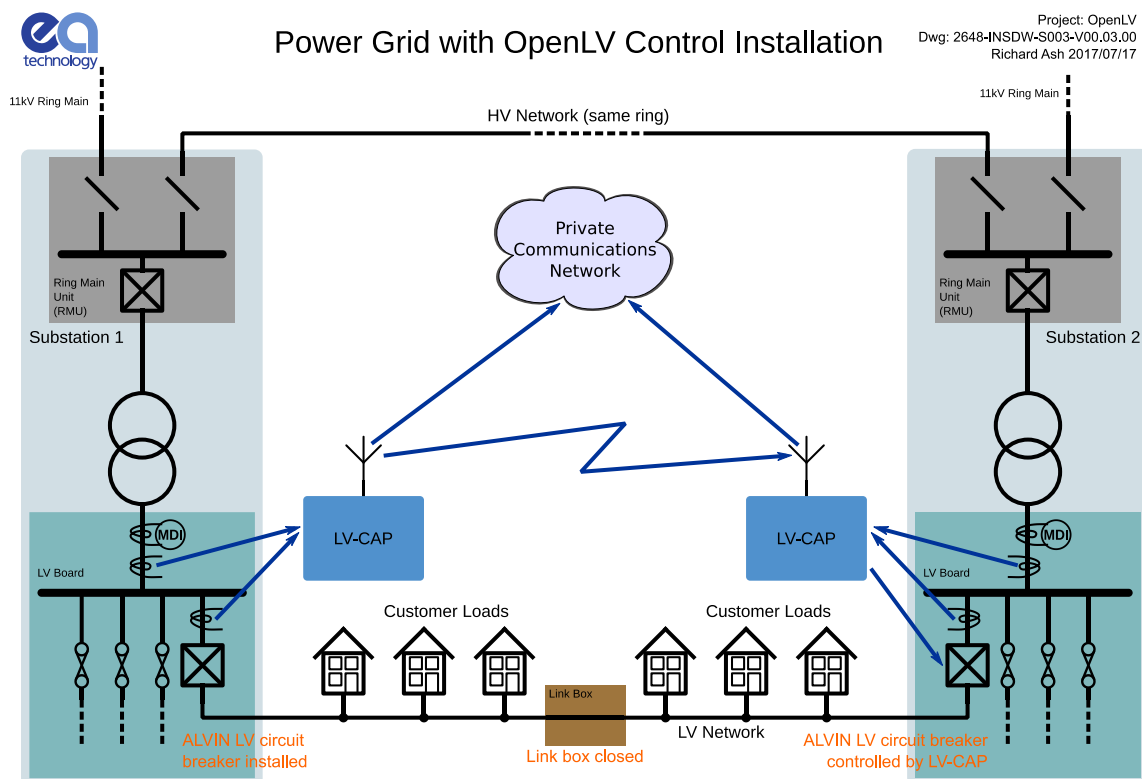 ea
technology
Power Grid with OpenLV Control Installation
Project: OpenLV
Dwg: 2648-INSDW-S003-V00.03.00
Richard Ash 2017/07/17
11kV Ring Main
11kV Ring Main
HV Network (same ring)
Private
Communications
Network
Ring Main
Unit
(RMU)
Ring Main
Unit
(RMU)
Substation 1
Substation 2
MDI
MDI
LV-CAP
LV-CAP
LV Board
LV Board
Customer Loads
Customer Loads
Link Box
LV Network
ALVIN LV circuit
breaker installed
Link box closed
ALVIN LV circuit breaker
controlled by LV-CAP